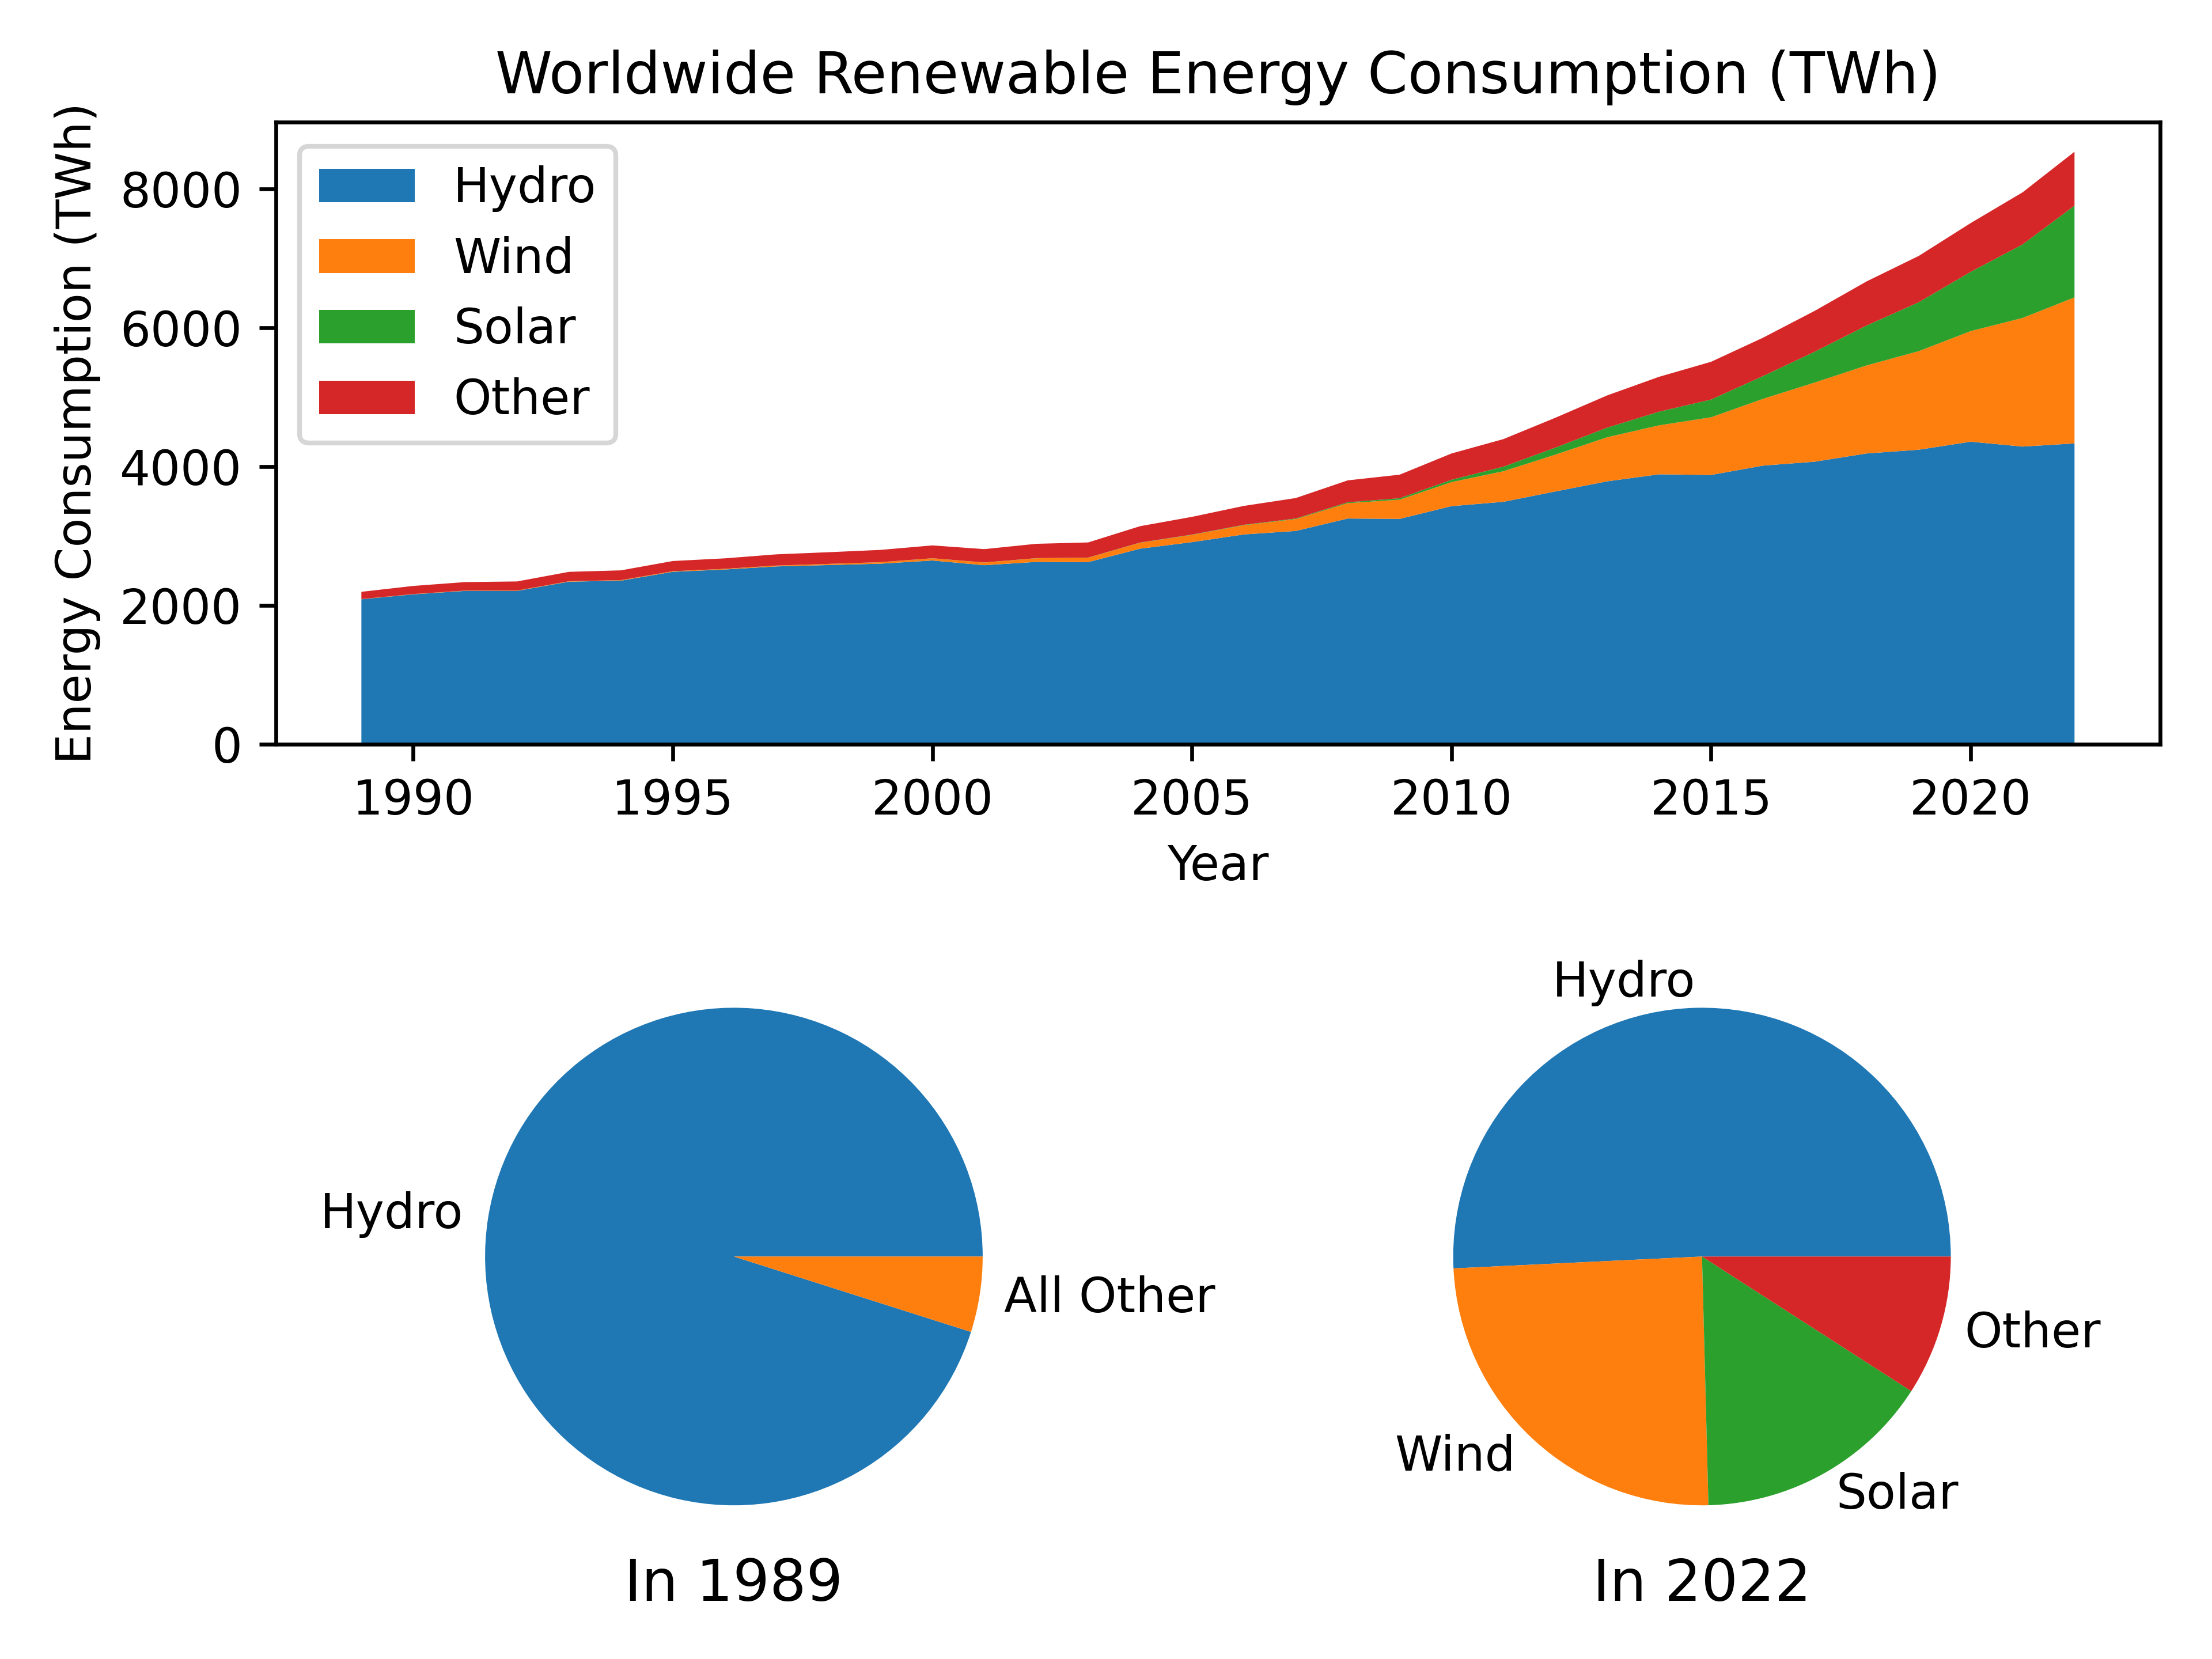 Worldwide Renewable Energy Consumption (TWh)
Energy Consumption (TWh)
8000
6000
4000
2000
0
Hydro
Wind
Solar
Other
1990 1995 2000 2005 2010 2015 2020
Year
Hydro
All Other
In 1989
Hydro
Other
Wind
Solar
In 2022